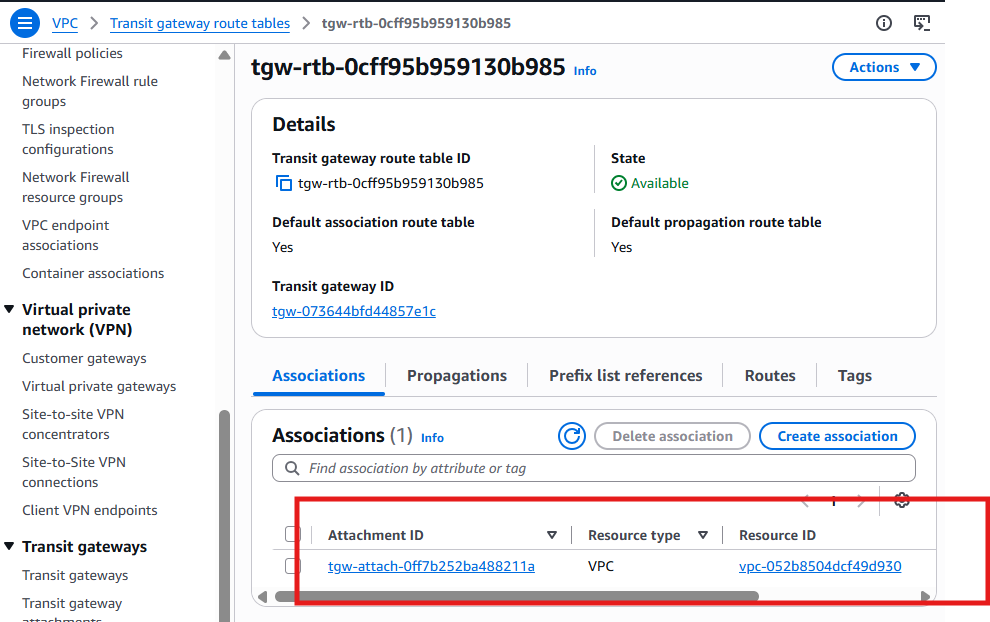 VPC > Transit gateway route tables > tgw-rtb-0cff95b959130b985
Firewall policies
Network Firewall rule
groups
TLS inspection
configurations
Network Firewall
resource groups
VPC endpoint
associations
Container associations
Virtual private
network (VPN)
Customer gateways
Virtual private gateways
Site-to-site VPN
concentrators
Site-to-Site VPN
connections
Client VPN endpoints
Transit gateways
Transit gateways
Transit gateway
attachments
tgw-rtb-0cff95b959130b985 Info
Actions
Details
Transit gateway route table ID
tgw-rtb-0cff95b959130b985
State
Available
Default association route table
Yes
Default propagation route table
Yes
Transit gateway ID
tgw-073644bfd44857e1c
Associations Propagations Prefix list references Routes Tags
Associations (1) Info
Delete association Create association
Find association by attribute or tag
1
Attachment ID Resource type Resource ID
tgw-attach-0ff7b252ba488211a VPC vpc-052b8504dcf49d930